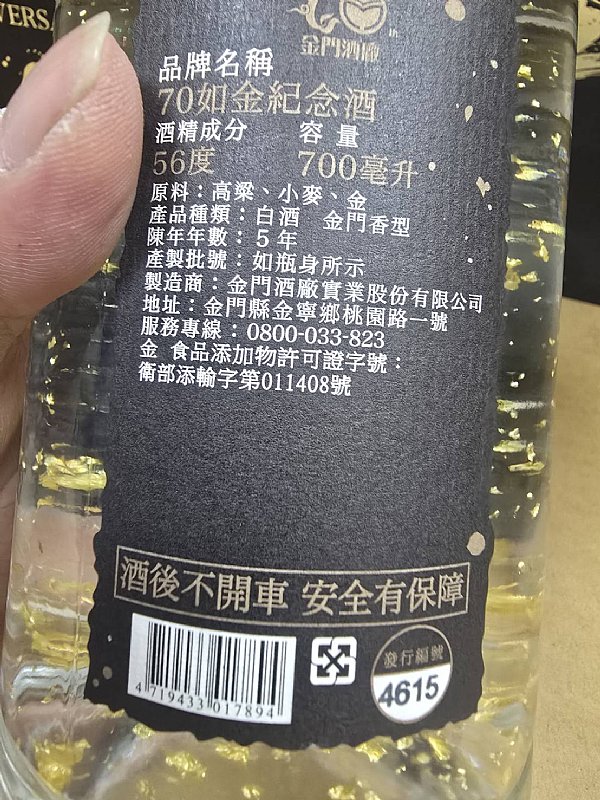 VERSA
金門酒廠
品牌名稱
70如金紀念酒
酒精成分 容量
56度 700毫升
原料：高粱、小麥、金
產品種類：白酒 金門香型
陳年年數：5年
產製批號：如瓶身所示
製造商：金門酒廠實業股份有限公司
地址：金門縣金寧鄉桃園路一號
服務專線：0800-033-823
金 食品添加物許可證字號：
衛部添輸字第011408號
酒後不開車 安全有保障
發行編號
4615
4 719433 017894